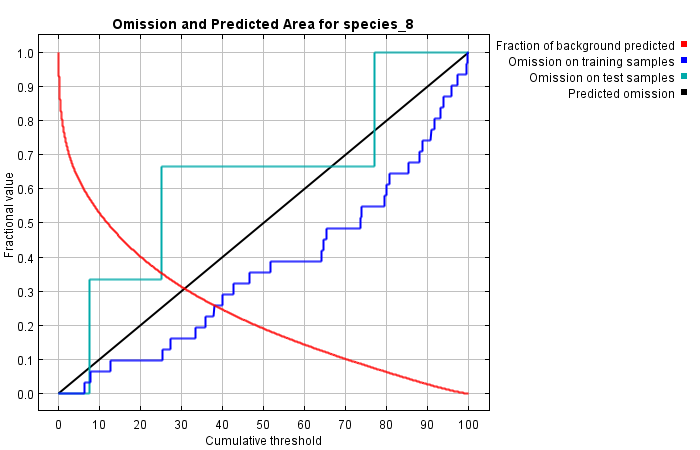 Omission and Predicted Area for species_8
Fraction of background predicted
Omission on training samples
Omission on test samples
Predicted omission
Fractional value
1.0
0.9
0.8
0.7
0.6
0.5
0.4
0.3
0.2
0.1
0.0
0 10 20 30 40 50 60 70 80 90 100
Cumulative threshold